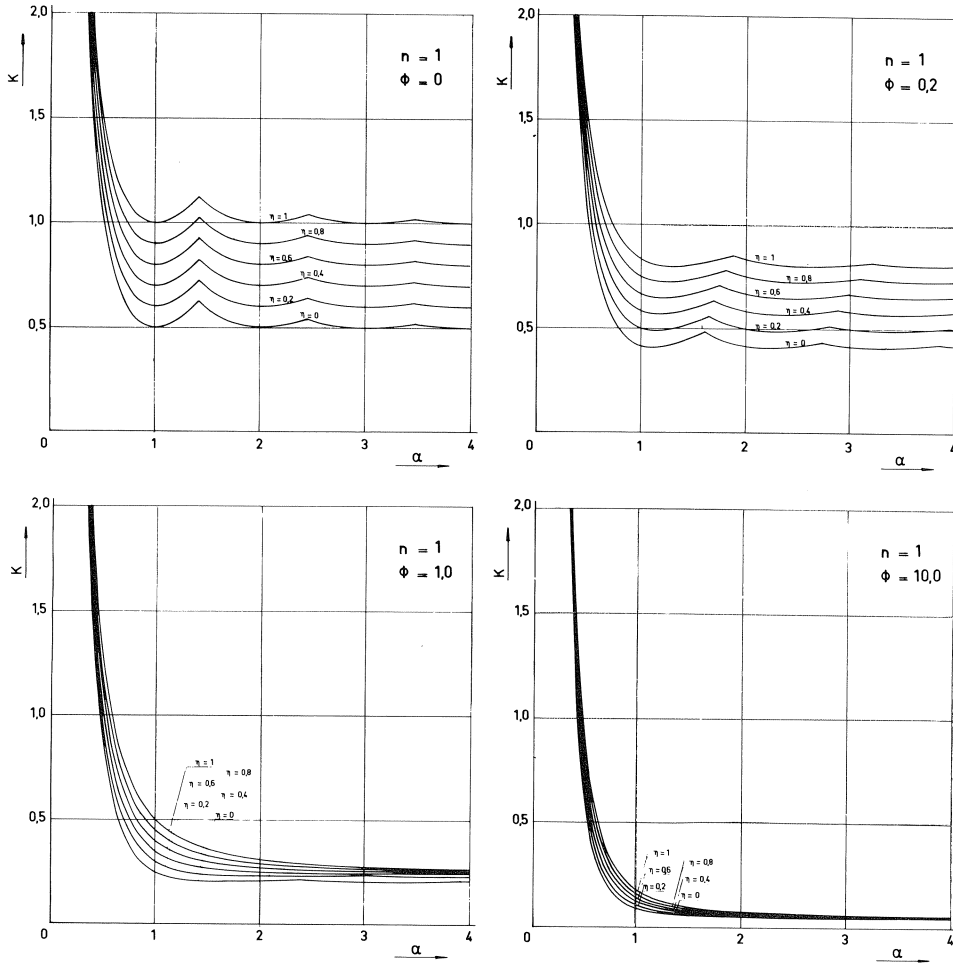 2,0
K
n = 1
Φ = 0
1,5
1,0
η = 1
η = 0,8
η = 0,6
η = 0,4
η = 0,2
η = 0
0,5
0 1 2 3 4
α
2,0
K
n = 1
Φ = 0,2
1,5
1,0
η = 1
η = 0,8
η = 0,6
η = 0,4
η = 0,2
η = 0
0,5
0 1 2 3 4
α
2,0
K
n = 1
Φ = 1,0
1,5
1,0
η = 1
η = 0,8
η = 0,6
η = 0,4
η = 0,2
η = 0
0,5
0 1 2 3 4
α
2,0
K
n = 1
Φ = 10,0
1,5
1,0
η = 1
η = 0,8
η = 0,6
η = 0,4
η = 0,2
η = 0
0,5
0 1 2 3 4
α